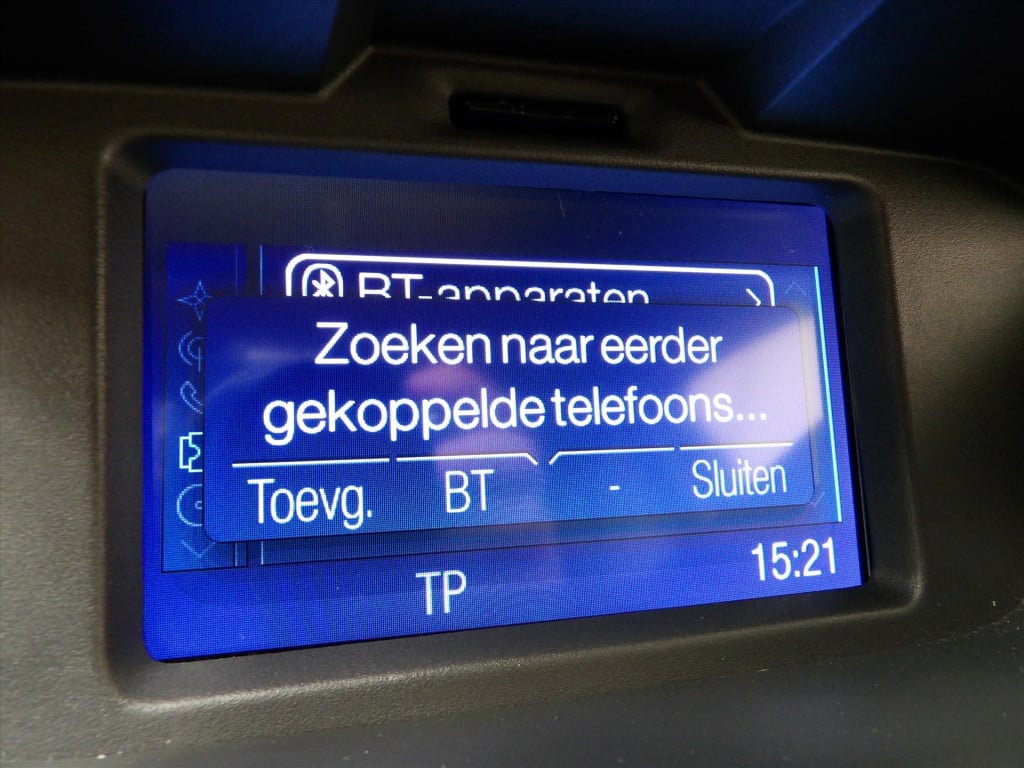 BT-apparaten
Zoeken naar eerder
gekoppelde telefoons...
Toevg. BT - Sluiten
15:21
TP